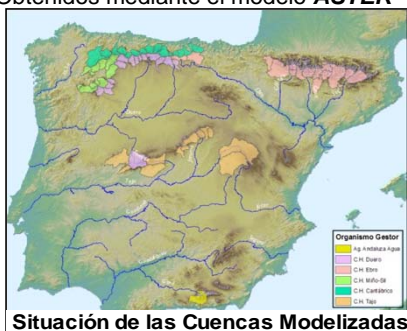 Obtenidos mediante el modelo ASTER
Organismo Gestor
Ag. Andaluza Agua
C.H. Duero
C.H. Ebro
C.H. Miño-Sil
C.H. Cantábrico
C.H. Tajo
Situación de las Cuencas Modelizadas